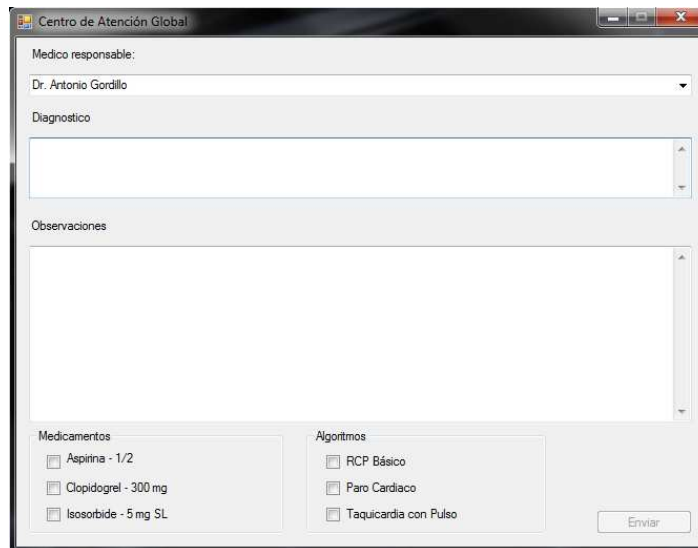 Centro de Atención Global
Medico responsable:
Dr. Antonio Gordillo
Diagnostico
Observaciones
Medicamentos
Aspirina - 1/2
Clopidogrel - 300 mg
Isosorbide - 5 mg SL
Algoritmos
RCP Básico
Paro Cardiaco
Taquicardia con Pulso
Enviar